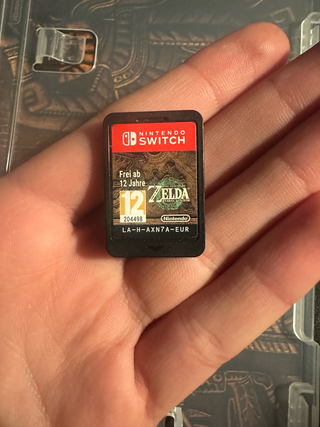 NINTENDO
SWITCH
Frei ab
12 Jahre
12
204498
ZELDA
Nintendo
LA-H-AXN7A-EUR